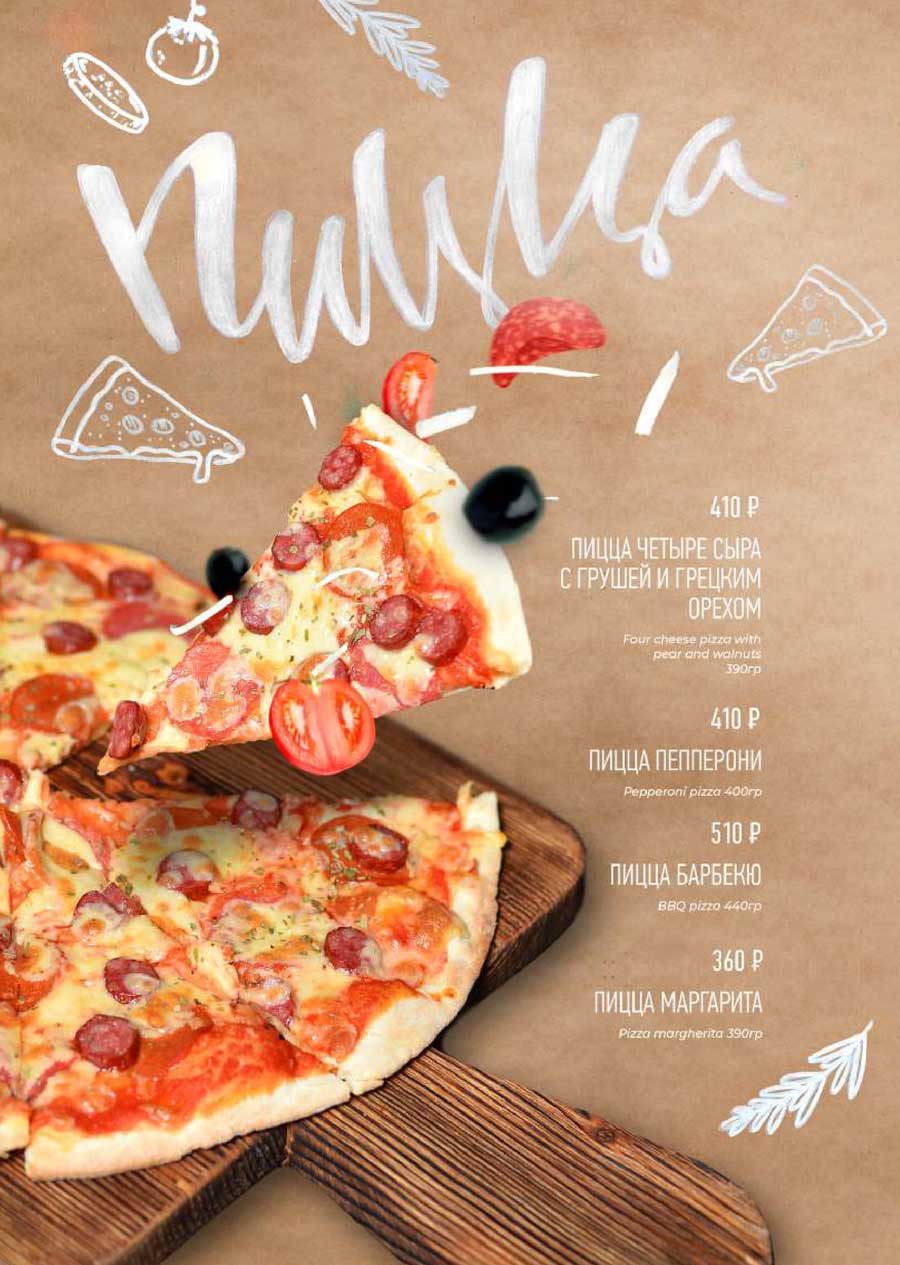 Пицца
410 ₽
ПИЦЦА ЧЕТЫРЕ СЫРА
С ГРУШЕЙ И ГРЕЦКИМ
ОРЕХОМ
Four cheese pizza with
pear and walnuts
390гр
410 ₽
ПИЦЦА ПЕППЕРОНИ
Pepperoni pizza 400гр
510 ₽
ПИЦЦА БАРБЕКЮ
BBQ pizza 440гр
360 ₽
ПИЦЦА МАРГАРИТА
Pizza margherita 390гр